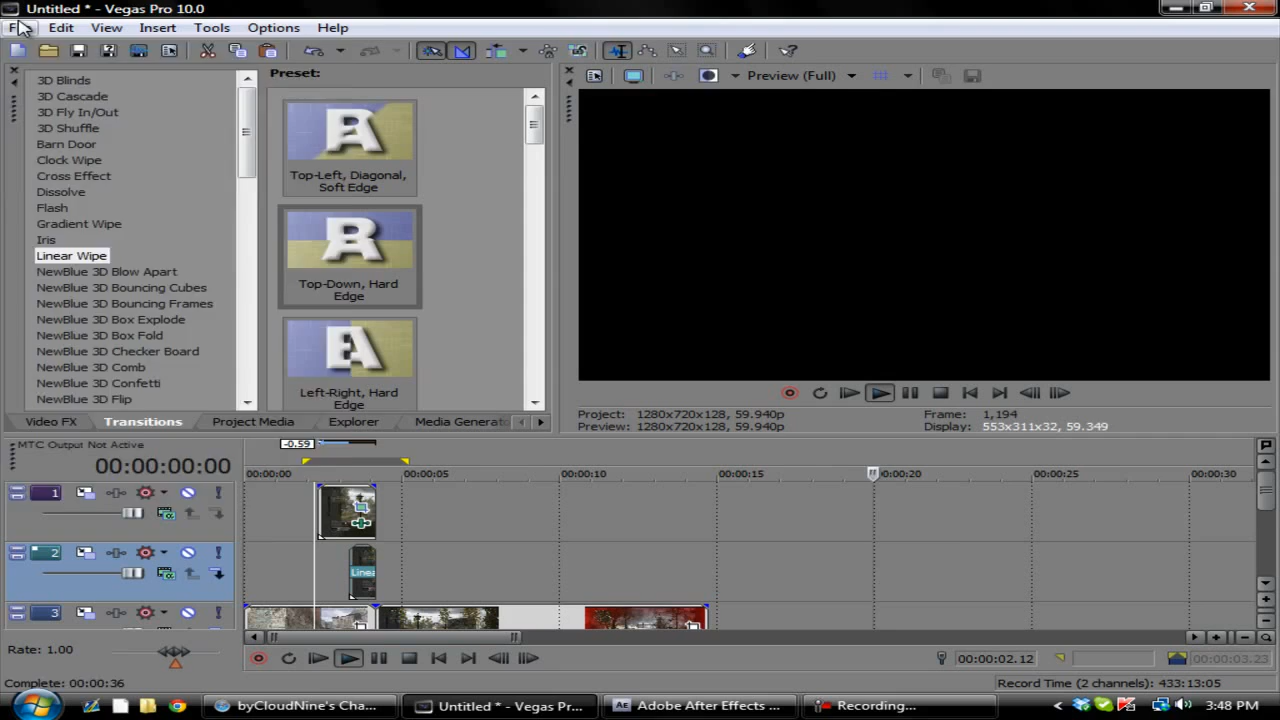 Untitled * - Vegas Pro 10.0
Edit View Insert Tools Options Help
Preview (Full)
Preset:
3D Blinds
3D Cascade
3D Fly In/Out
3D Shuffle
Barn Door
Clock Wipe
Cross Effect
Dissolve
Flash
Gradient Wipe
Iris
Linear Wipe
NewBlue 3D Blow Apart
NewBlue 3D Bouncing Cubes
NewBlue 3D Bouncing Frames
NewBlue 3D Box Explode
NewBlue 3D Box Fold
NewBlue 3D Checker Board
NewBlue 3D Comb
NewBlue 3D Confetti
NewBlue 3D Flip
Top-Left, Diagonal,
Soft Edge
Top-Down, Hard
Edge
Left-Right, Hard
Edge
Video FX Transitions Project Media Explorer Media Generato
Project: 1280x720x128, 59.940p
Preview: 1280x720x128, 59.940p
Frame: 1,194
Display: 553x311x32, 59.349
MTC Output Not Active
-0.59
00:00:00:00
00:00:00 00:00:05 00:00:10 00:00:15 00:00:20 00:00:25 00:00:30
1
2
Linea
3
Rate: 1.00
00:00:02.12
00:00:03.23
Complete: 00:00:36
Record Time (2 channels): 433:13:05
byCloudNine's Cha...
Untitled * - Vegas Pr...
AE
Adobe After Effects ...
Recording...
3:48 PM